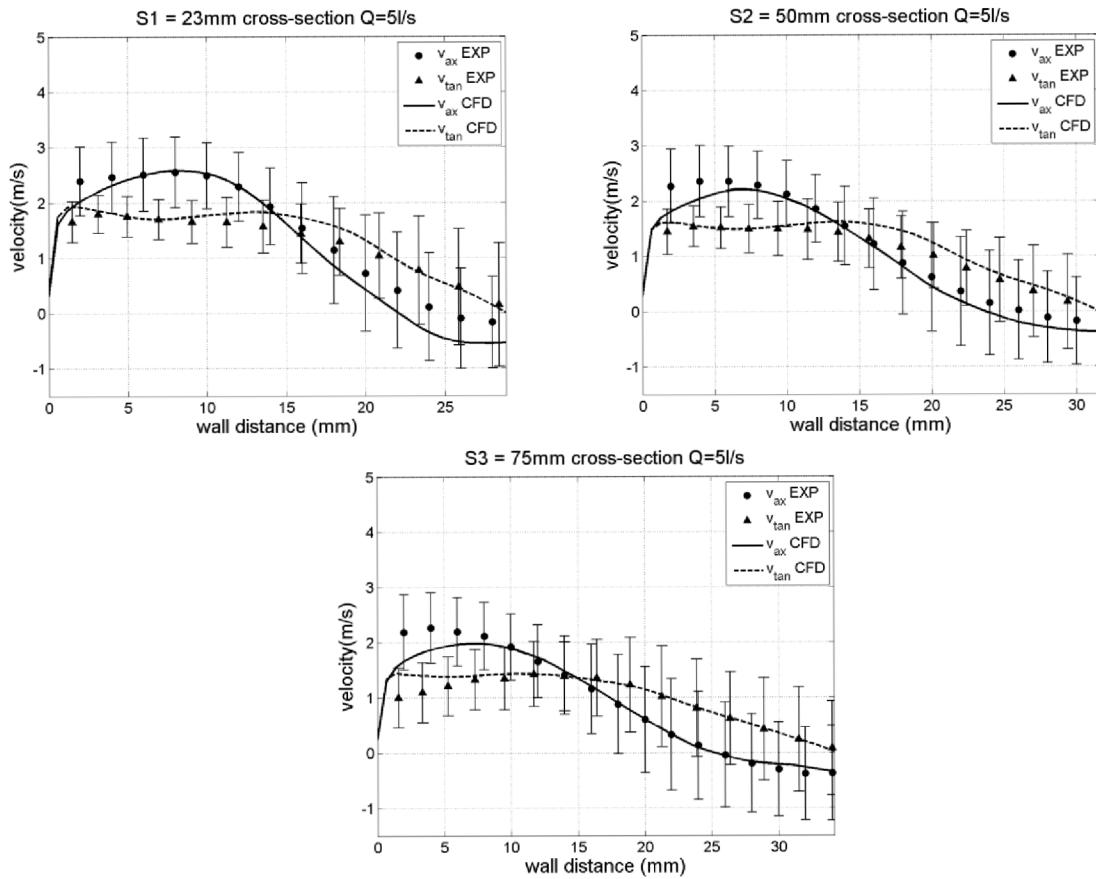 S1 = 23mm cross-section Q=5l/s
5
4
3
2
1
0
-1
velocity(m/s)
v_ax EXP
v_tan EXP
v_ax CFD
v_tan CFD
0 5 10 15 20 25
wall distance (mm)
S2 = 50mm cross-section Q=5l/s
5
4
3
2
1
0
-1
velocity(m/s)
v_ax EXP
v_tan EXP
v_ax CFD
v_tan CFD
0 5 10 15 20 25 30
wall distance (mm)
S3 = 75mm cross-section Q=5l/s
5
4
3
2
1
0
-1
velocity(m/s)
v_ax EXP
v_tan EXP
v_ax CFD
v_tan CFD
0 5 10 15 20 25 30
wall distance (mm)